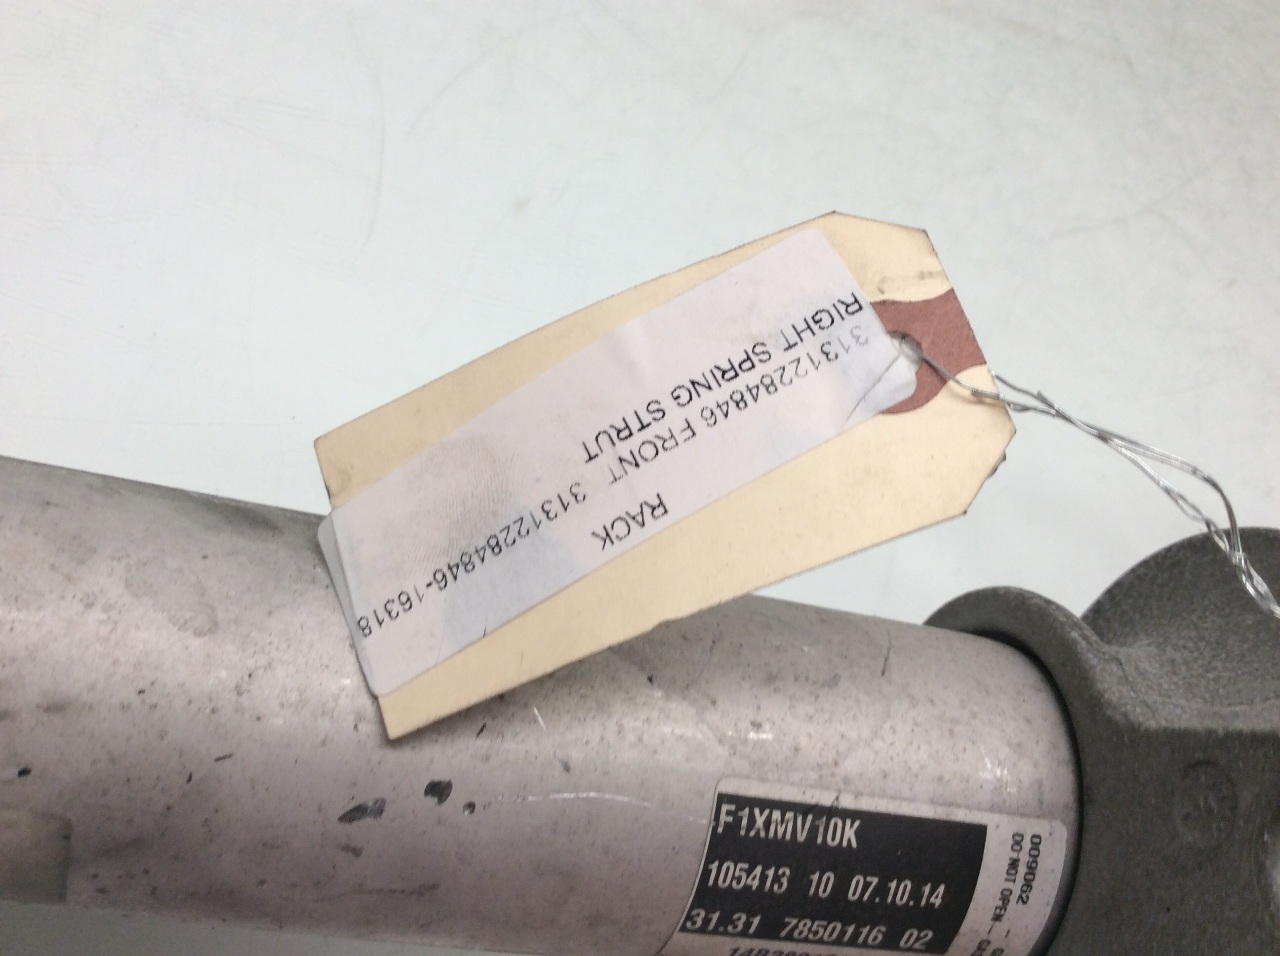 RACK
31312284846 FRONT 31312284846-16318
RIGHT SPRING STRUT
F1XMV10K
105413 10 07.10.14
31.31 7850116 02
009062
DO NOT OPEN